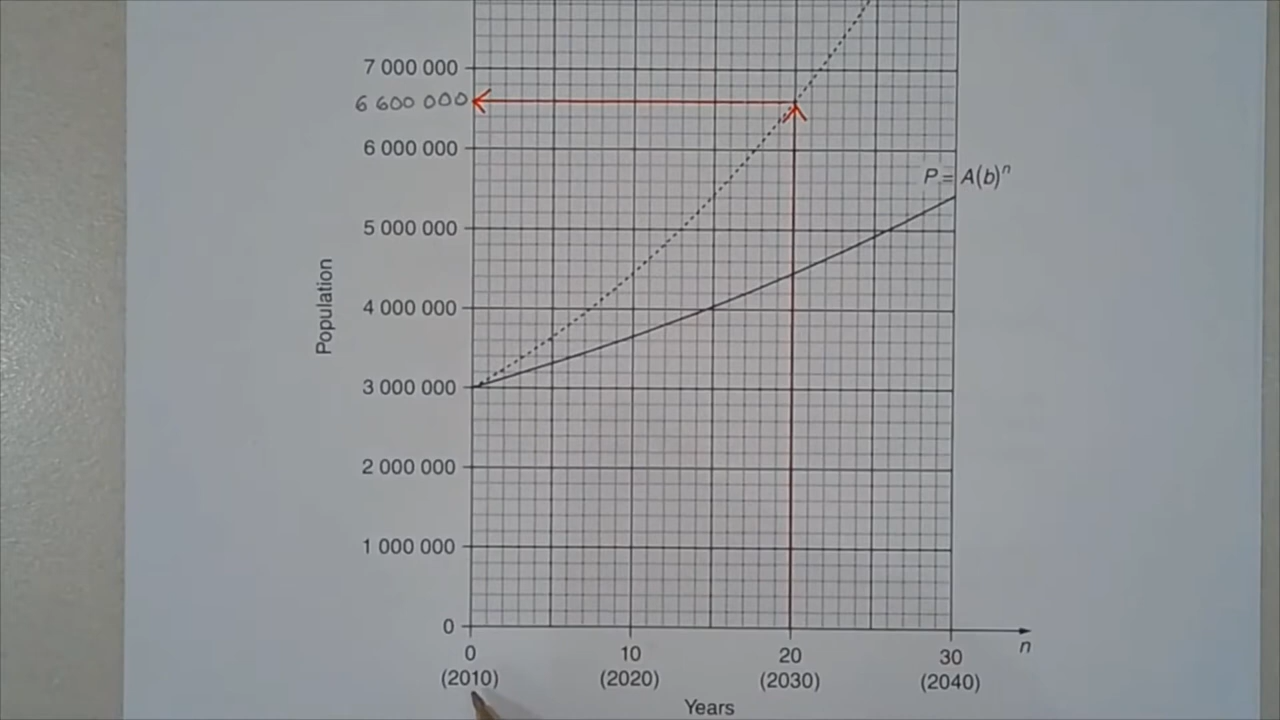 7 000 000
6 600 000
6 000 000
P = A(b)ⁿ
5 000 000
Population
4 000 000
3 000 000
2 000 000
1 000 000
0
0 10 20 30 n
(2010) (2020) (2030) (2040)
Years